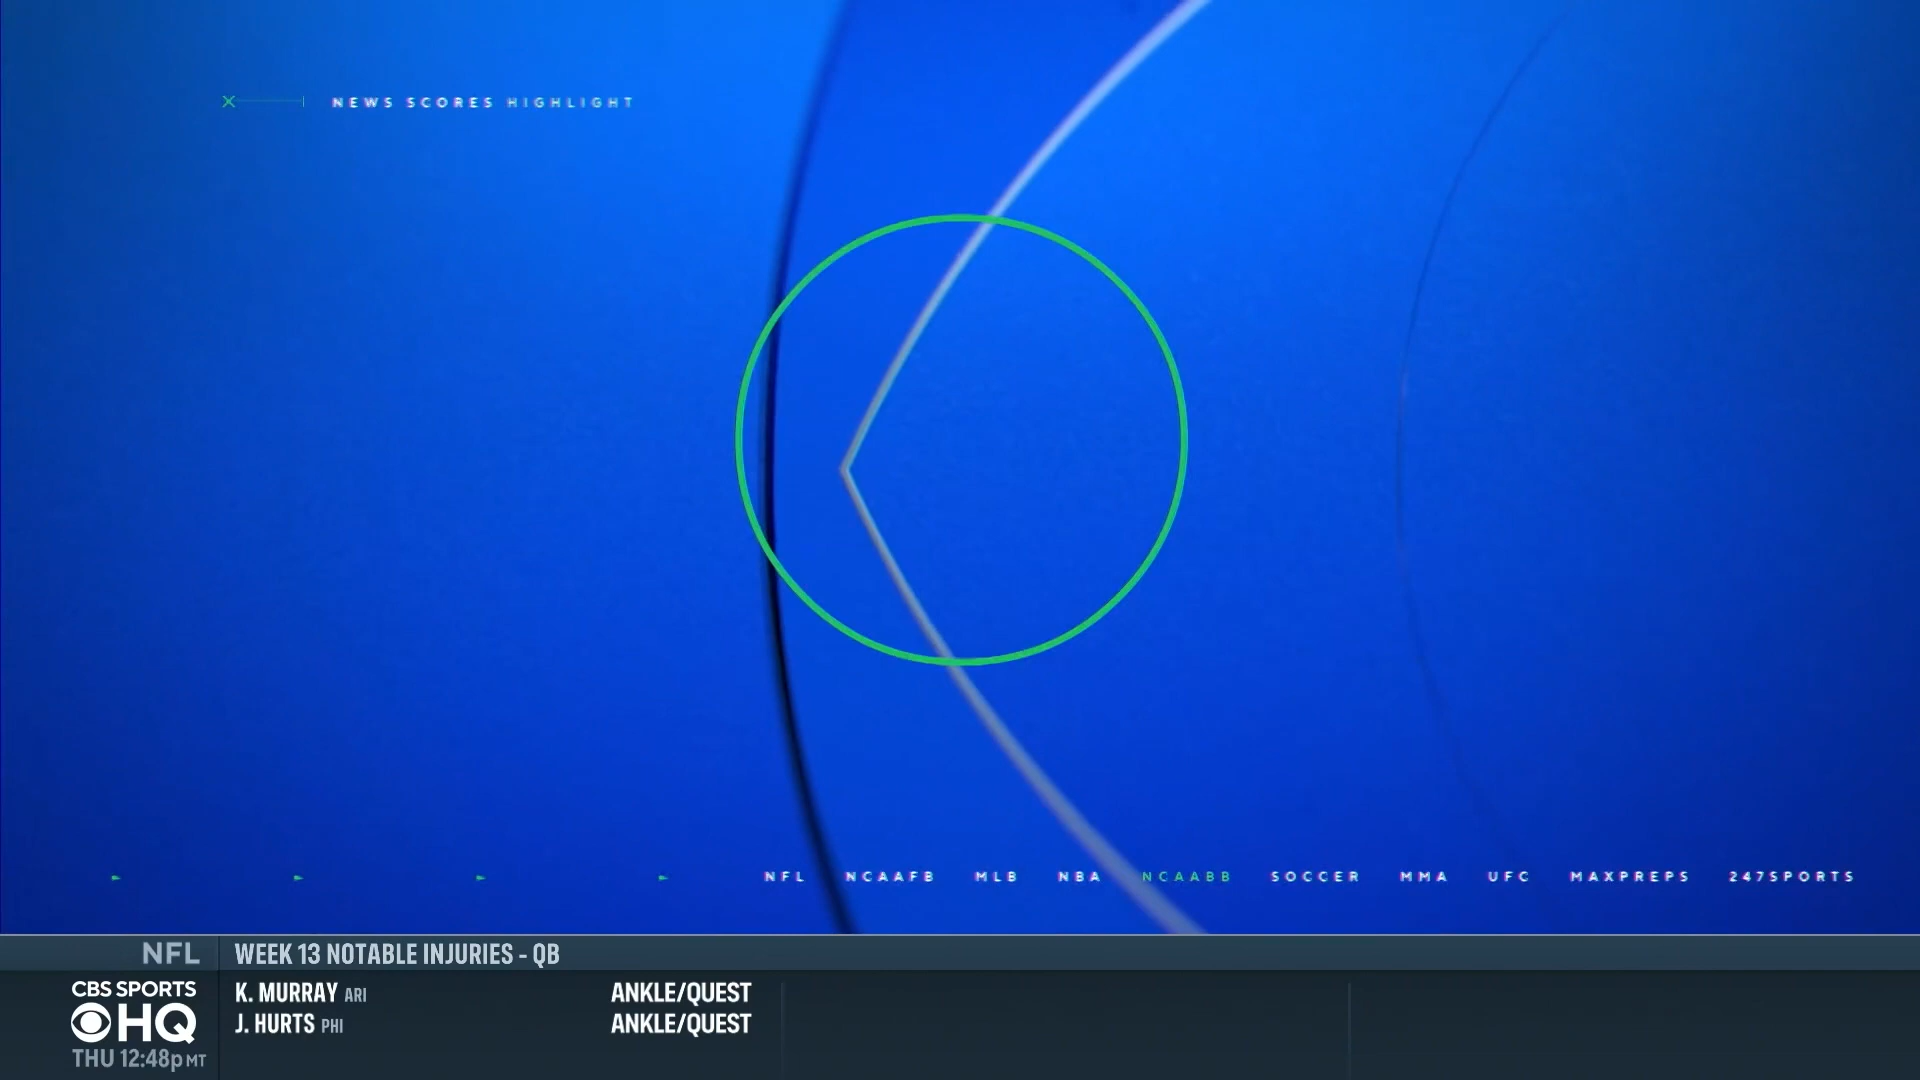 NEWS SCORES HIGHLIGHT
NFL NCAAFB MLB NBA NCAABB SOCCER MMA UFC MAXPREPS 247SPORTS
NFL WEEK 13 NOTABLE INJURIES - QB
CBS SPORTS
HQ
THU 12:48p MT
K. MURRAY ARI ANKLE/QUEST
J. HURTS PHI ANKLE/QUEST